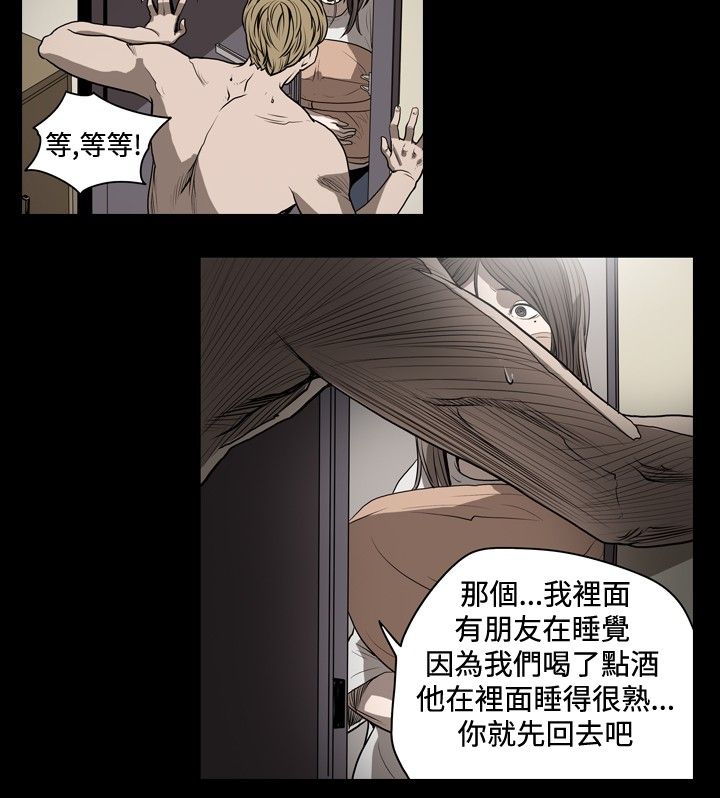 等,等等!
那個...我裡面
有朋友在睡覺
因為我們喝了點酒
他在裡面睡得很熟...
你就先回去吧